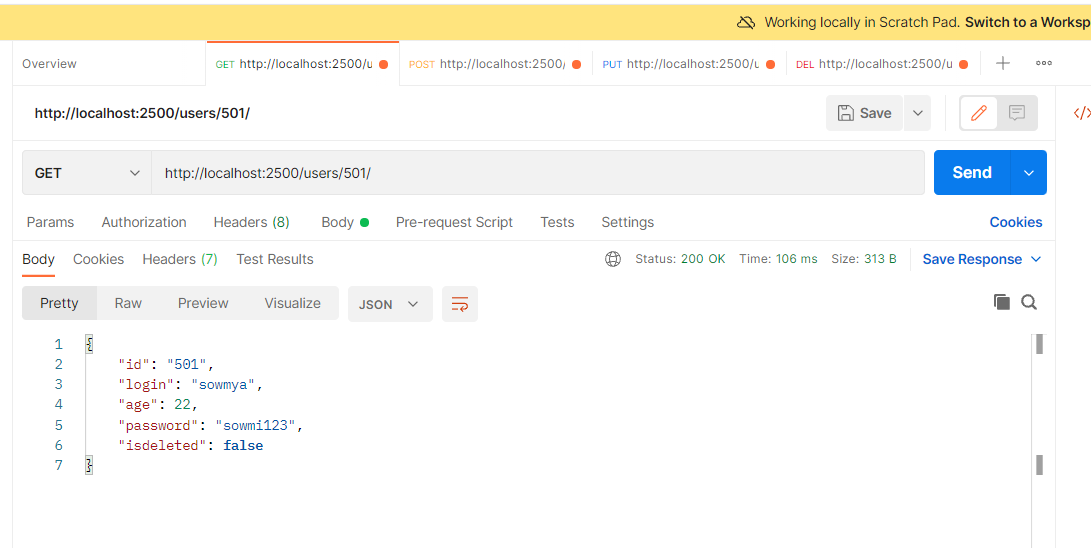 Working locally in Scratch Pad. Switch to a Worksp
Overview GET http://localhost:2500/u POST http://localhost:2500/ PUT http://localhost:2500/u DEL http://localhost:2500/u
http://localhost:2500/users/501/ Save </>
GET http://localhost:2500/users/501/ Send
Params Authorization Headers (8) Body Pre-request Script Tests Settings Cookies
Body Cookies Headers (7) Test Results Status: 200 OK Time: 106 ms Size: 313 B Save Response
Pretty Raw Preview Visualize JSON
1 {
2 "id": "501",
3 "login": "sowmya",
4 "age": 22,
5 "password": "sowmi123",
6 "isdeleted": false
7 }